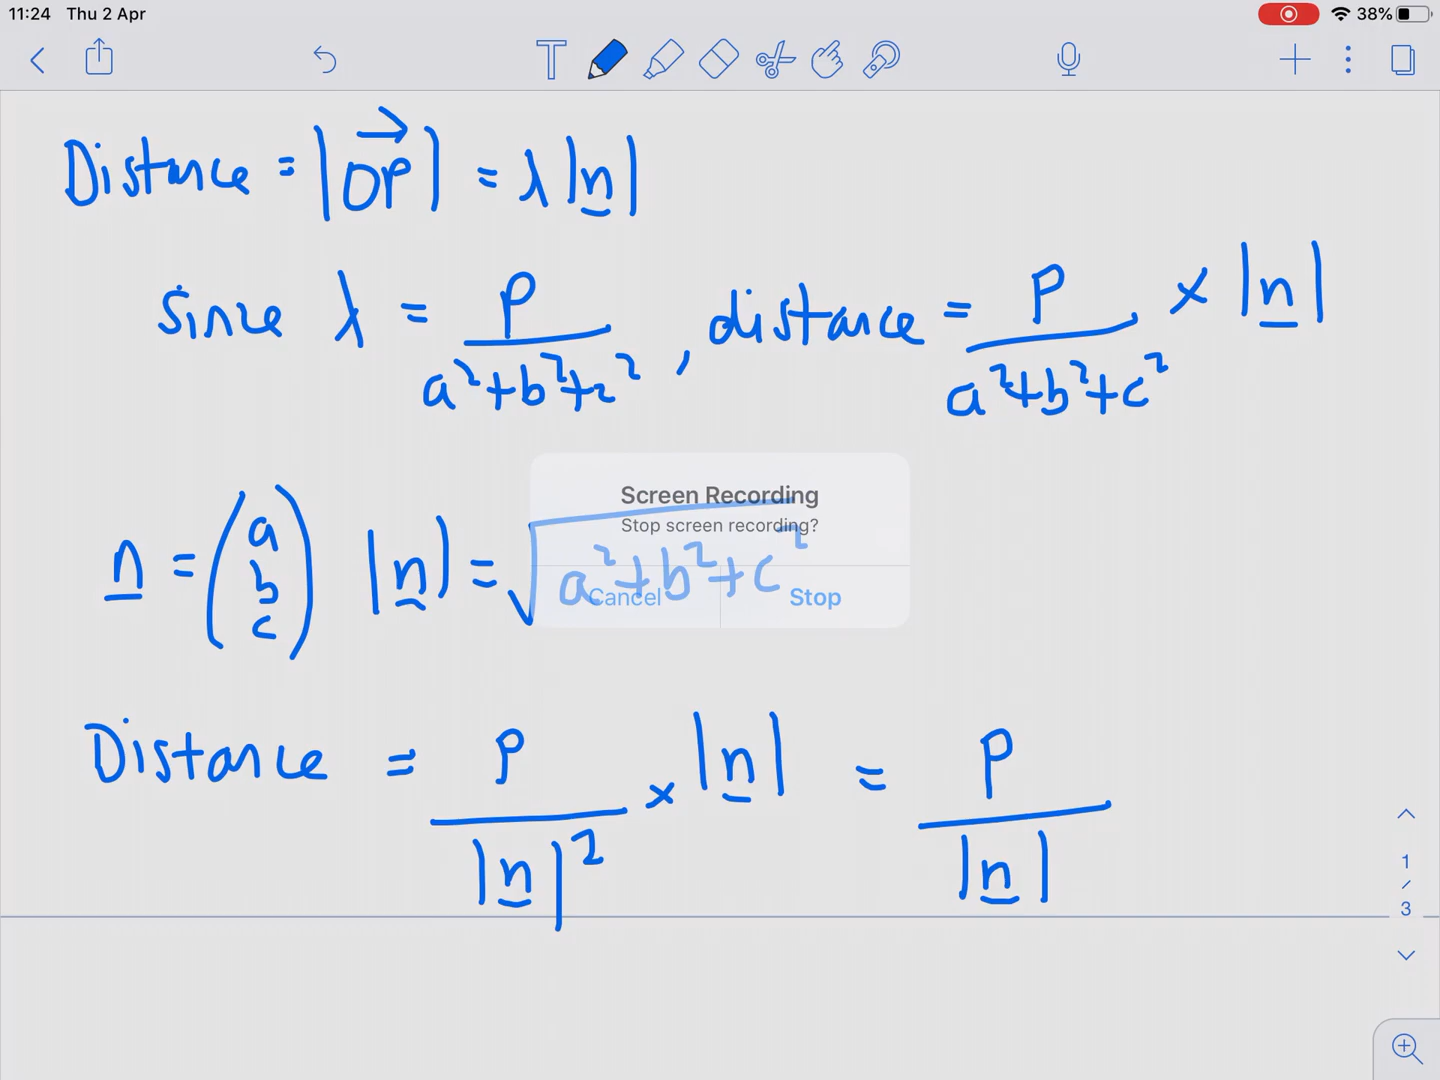 11:24 Thu 2 Apr 38%
Distance = |OP→| = λ|n|
Since λ = p / a²+b²+c² , distance = p / a²+b²+c² × |n|
Screen Recording
Stop screen recording?
n = (a b c) |n| = √a²+b²+c²
Cancel Stop
Distance = p / |n|² × |n| = p / |n|
1 / 3